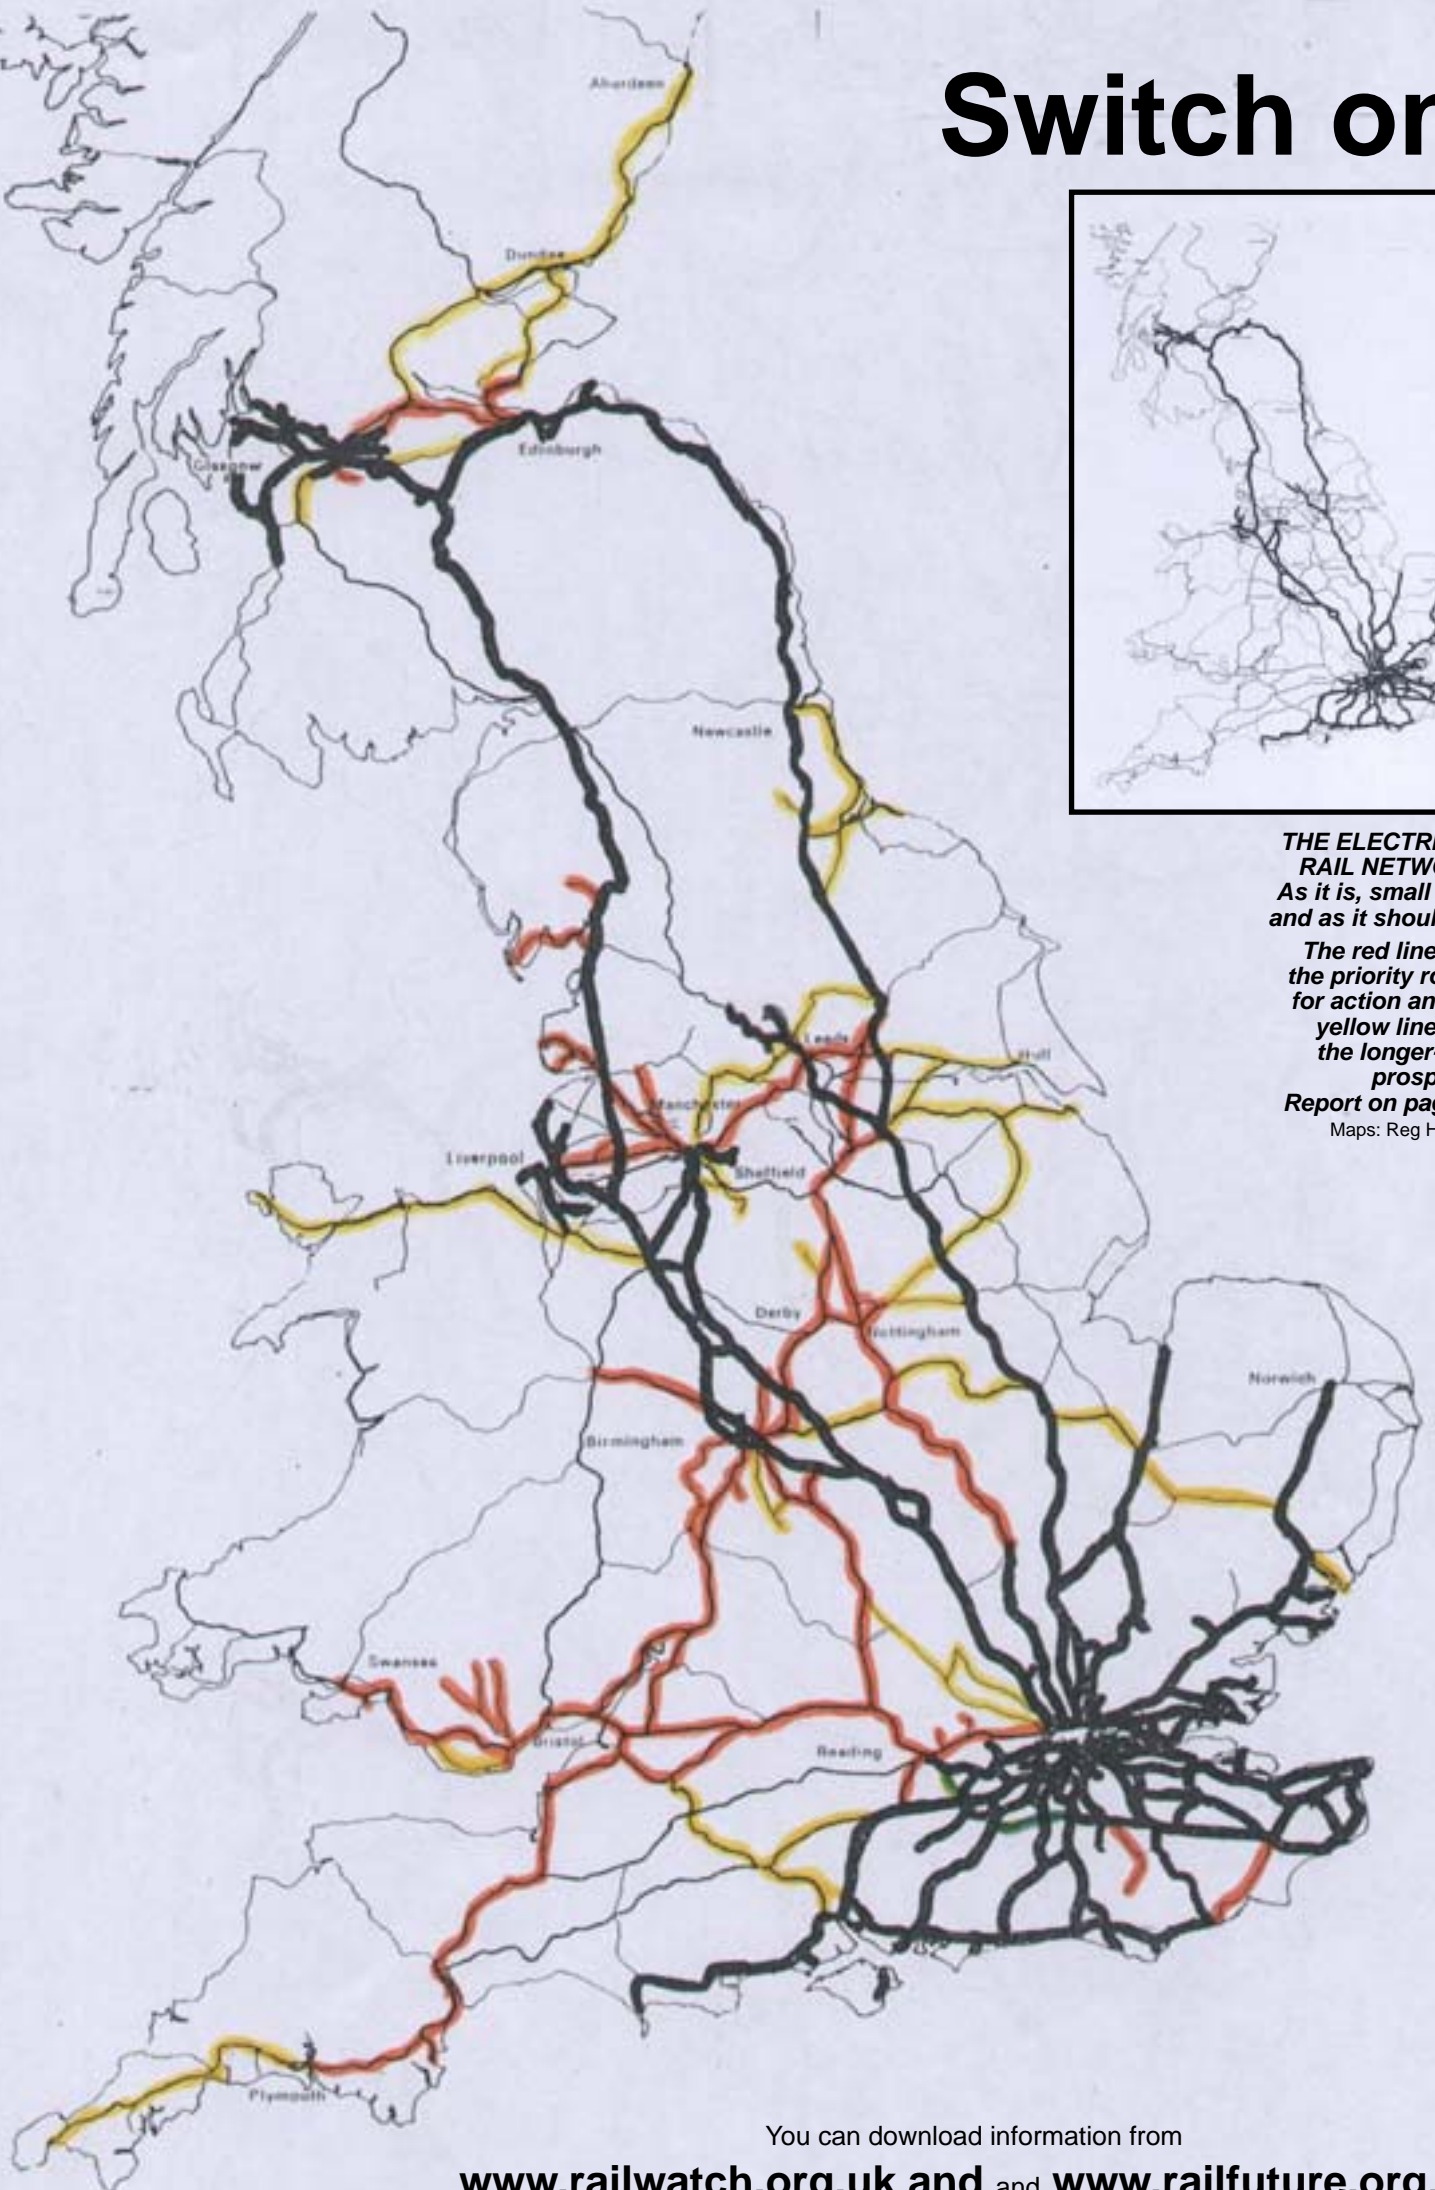 Switch on
Aberdeen
Dundee
Glasgow
Edinburgh
Newcastle
THE ELECTRI
RAIL NETWO
As it is, small
and as it shoul
The red line
the priority ro
for action an
yellow line
the longer-
prosp
Report on pag
Maps: Reg H
Leeds
Hull
Manchester
Liverpool
Sheffield
Derby
Nottingham
Norwich
Birmingham
Swansea
Bristol
Reading
Plymouth
You can download information from
www.railwatch.org.uk and and www.railfuture.org.